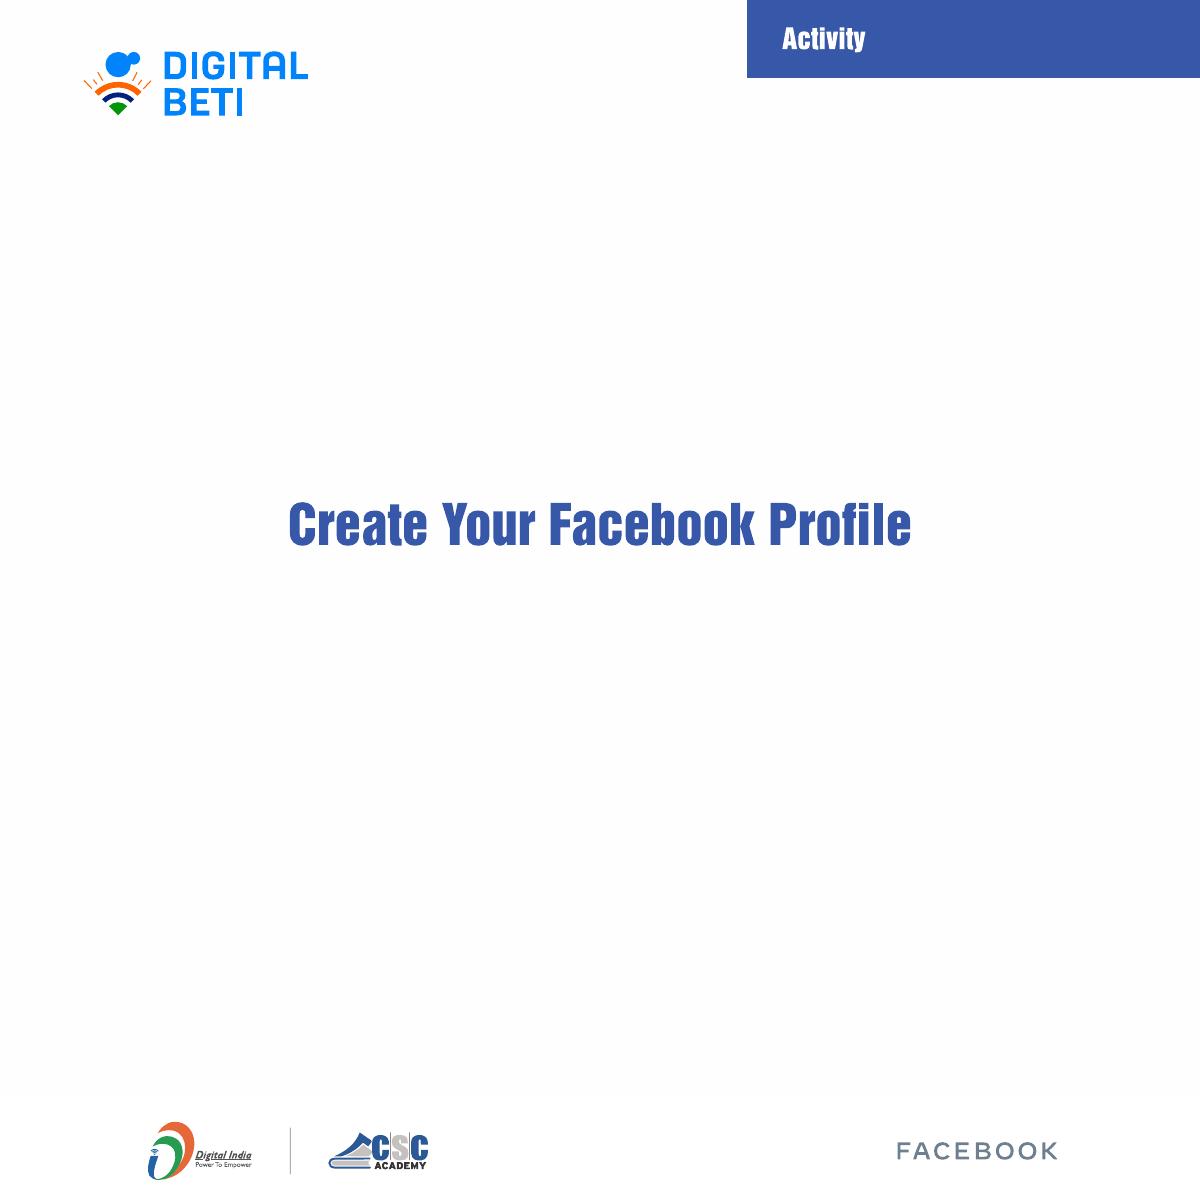 Activity
DIGITAL
BETI
Create Your Facebook Profile
Digital India
Power To Empower
CSC
ACADEMY
FACEBOOK